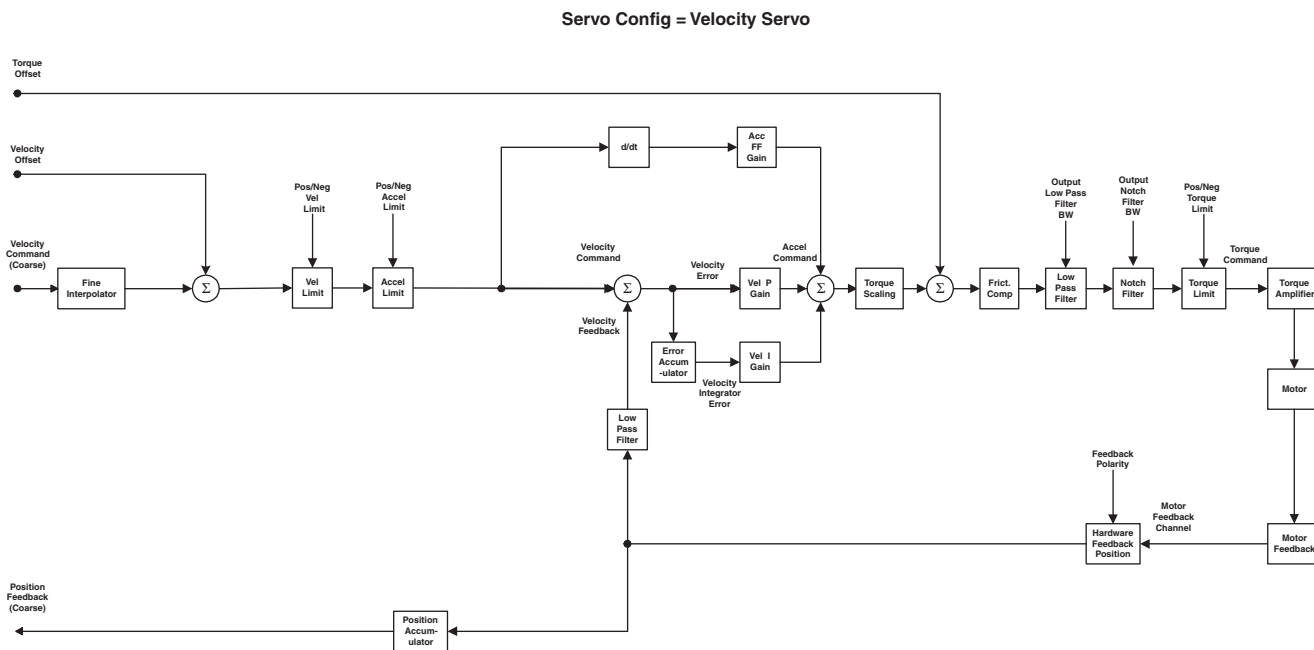 Servo Config = Velocity Servo
Torque
Offset
Velocity
Offset
d/dt
Acc
FF
Gain
Pos/Neg
Vel
Limit
Pos/Neg
Accel
Limit
Output
Low Pass
Filter
BW
Output
Notch
Filter
BW
Pos/Neg
Torque
Limit
Velocity
Command
(Coarse)
Fine
Interpolator
Σ
Vel
Limit
Accel
Limit
Velocity
Command
Σ
Velocity
Feedback
Velocity
Error
Vel P
Gain
Accel
Command
Σ
Torque
Scaling
Σ
Frict.
Comp
Low
Pass
Filter
Notch
Filter
Torque
Limit
Torque
Command
Torque
Amplifier
Error
Accum
-ulator
Vel I
Gain
Velocity
Integrator
Error
Motor
Low
Pass
Filter
Feedback
Polarity
Motor
Feedback
Channel
Hardware
Feedback
Position
Motor
Feedback
Position
Feedback
(Coarse)
Position
Accum-
ulator